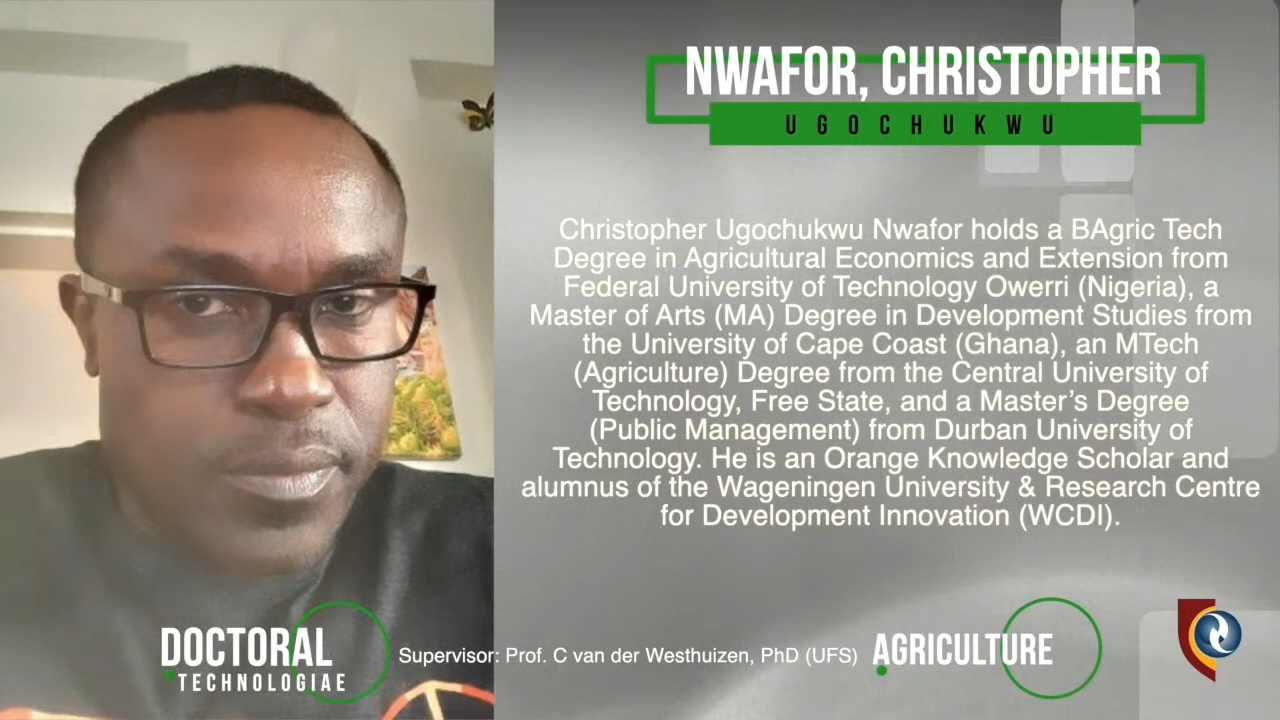 NWAFOR, CHRISTOPHER
UGOCHUKWU
Christopher Ugochukwu Nwafor holds a BAgric Tech
Degree in Agricultural Economics and Extension from
Federal University of Technology Owerri (Nigeria), a
Master of Arts (MA) Degree in Development Studies from
the University of Cape Coast (Ghana), an MTech
(Agriculture) Degree from the Central University of
Technology, Free State, and a Master’s Degree
(Public Management) from Durban University of
Technology. He is an Orange Knowledge Scholar and
alumnus of the Wageningen University & Research Centre
for Development Innovation (WCDI).
DOCTORAL
TECHNOLOGIAE
Supervisor: Prof. C van der Westhuizen, PhD (UFS)
AGRICULTURE